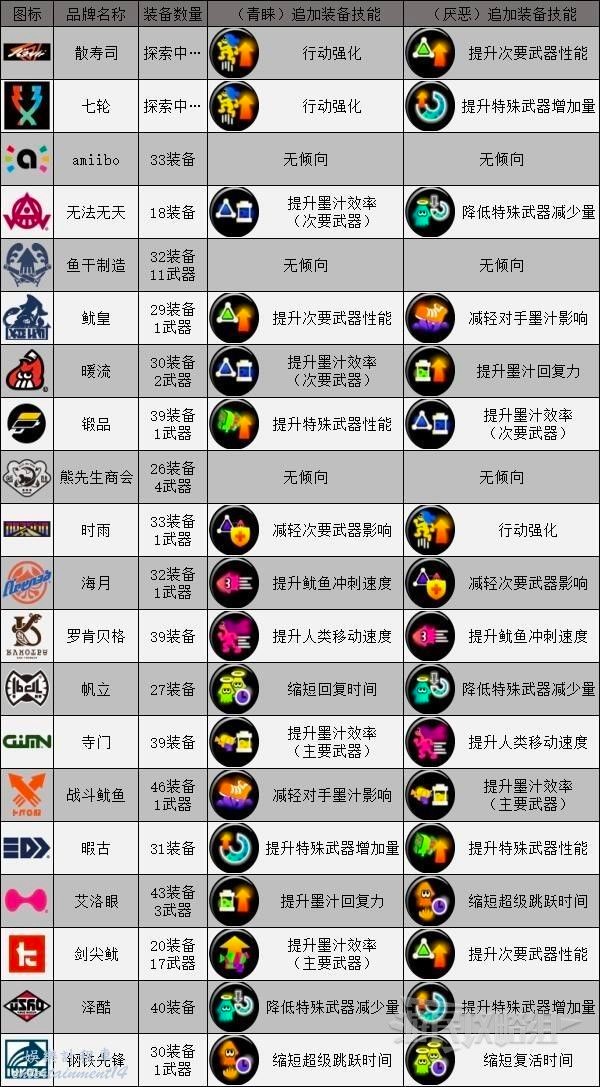 图标 品牌名称 装备数量 （青睐）追加装备技能 （厌恶）追加装备技能
散寿司 探索中… 行动强化 提升次要武器性能
七轮 探索中… 行动强化 提升特殊武器增加量
amiibo 33装备 无倾向 无倾向
无法无天 18装备 提升墨汁效率
（次要武器） 降低特殊武器减少量
鱼干制造 32装备
11武器 无倾向 无倾向
鱿皇 29装备
1武器 提升次要武器性能 减轻对手墨汁影响
暖流 30装备
2武器 提升墨汁效率
（次要武器） 提升墨汁回复力
锻品 39装备
1武器 提升特殊武器性能 提升墨汁效率
（次要武器）
熊先生商会 26装备
4武器 无倾向 无倾向
时雨 33装备
1武器 减轻次要武器影响 行动强化
海月 32装备
1武器 提升鱿鱼冲刺速度 减轻次要武器影响
罗肯贝格 39装备 提升人类移动速度 提升鱿鱼冲刺速度
帆立 27装备 缩短回复时间 降低特殊武器减少量
寺门 39装备 提升墨汁效率
（主要武器） 提升人类移动速度
战斗鱿鱼 46装备
1武器 减轻对手墨汁影响 提升墨汁效率
（主要武器）
暇古 31装备 提升特殊武器增加量 提升特殊武器性能
艾洛眼 43装备
3武器 提升墨汁回复力 缩短超级跳跃时间
剑尖鱿 20装备
17武器 提升墨汁效率
（主要武器） 提升次要武器性能
泽酷 40装备 降低特殊武器减少量 提升特殊武器增加量
钢铁先锋 30装备
1武器 缩短超级跳跃时间 缩短复活时间